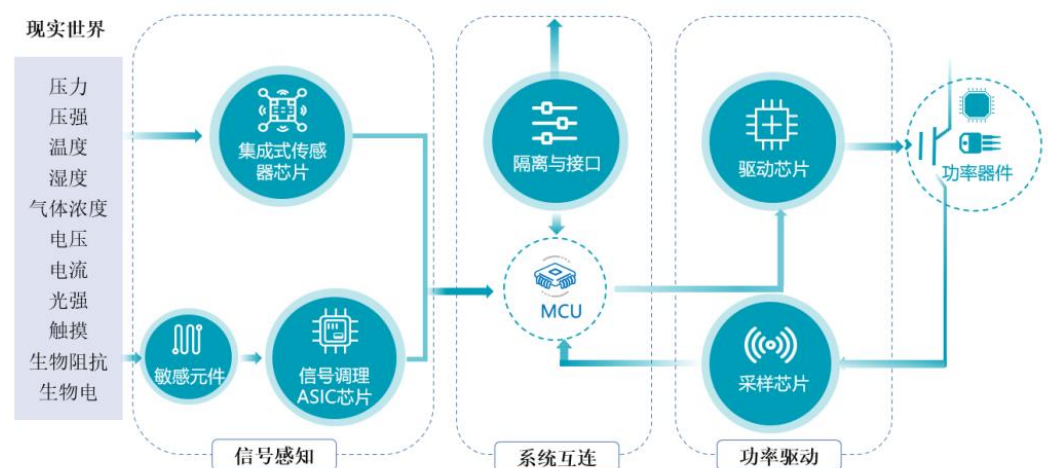 现实世界
压力
压强
温度
湿度
气体浓度
电压
电流
光强
触摸
生物阻抗
生物电
集成式传感
器芯片
敏感元件
信号调理
ASIC芯片
信号感知
隔离与接口
MCU
系统互连
驱动芯片
采样芯片
功率驱动
功率器件